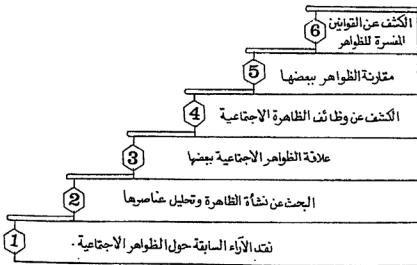 6
الكشف عن القوانين
المفسرة للظواهر
5
مقارنة الظواهر ببعضها
4
الكشف عن وظائف الظاهرة الاجتماعية
3
علاقة الظواهر الاجتماعية ببعضها
2
البحث عن نشأة الظاهرة وتحليل عناصرها
1
نقد الآراء السابقة حول الظواهر الاجتماعية .